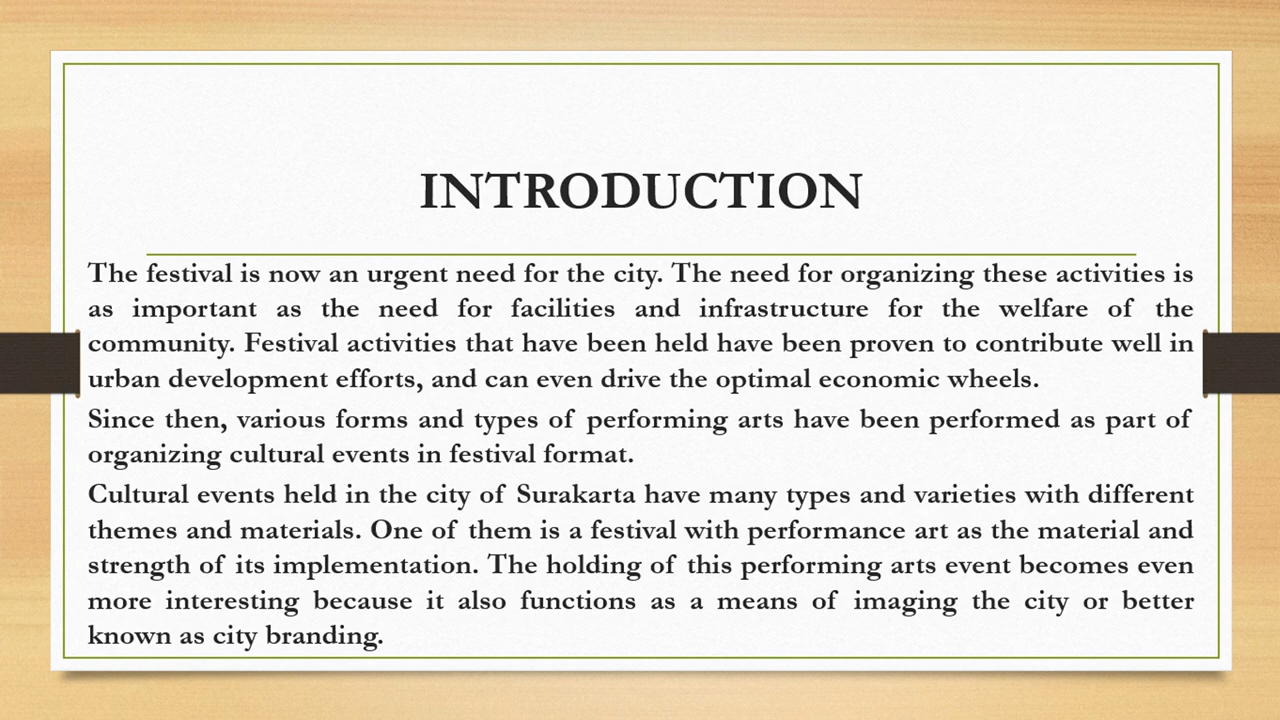 INTRODUCTION
The festival is now an urgent need for the city. The need for organizing these activities is
as important as the need for facilities and infrastructure for the welfare of the
community. Festival activities that have been held have been proven to contribute well in
urban development efforts, and can even drive the optimal economic wheels.
Since then, various forms and types of performing arts have been performed as part of
organizing cultural events in festival format.
Cultural events held in the city of Surakarta have many types and varieties with different
themes and materials. One of them is a festival with performance art as the material and
strength of its implementation. The holding of this performing arts event becomes even
more interesting because it also functions as a means of imaging the city or better
known as city branding.